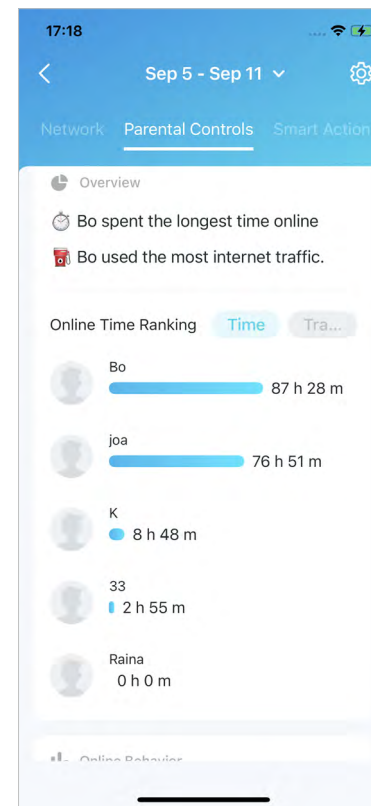 17:18
Sep 5 - Sep 11
Network Parental Controls Smart Action
Overview
Bo spent the longest time online
Bo used the most internet traffic.
Online Time Ranking Time Tra...
Bo
87 h 28 m
joa
76 h 51 m
K
8 h 48 m
33
2 h 55 m
Raina
0 h 0 m
Online Behavior